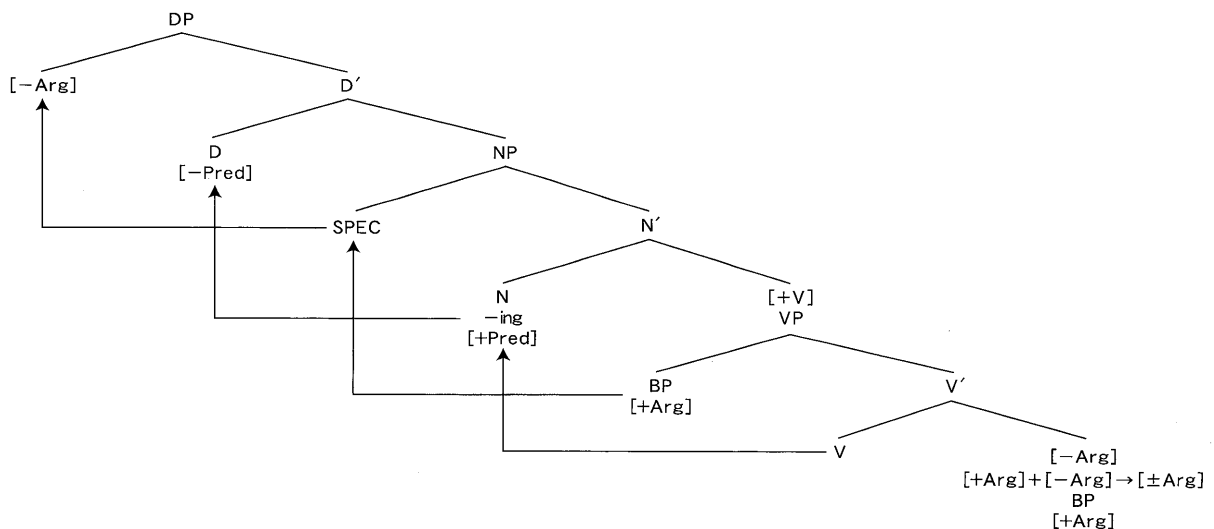 DP
[−Arg]
D′
D
[−Pred]
NP
SPEC
N′
N
-ing
[+Pred]
[+V]
VP
BP
[+Arg]
V′
V
[−Arg]
[+Arg]+[−Arg]→[±Arg]
BP
[+Arg]